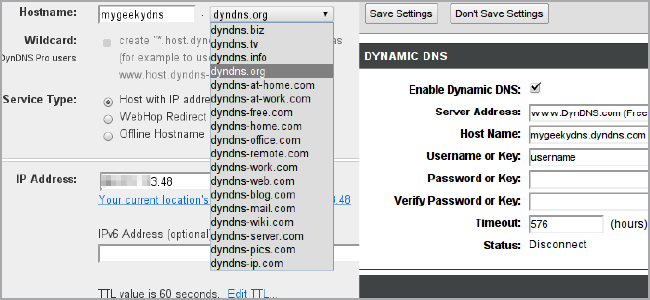 Hostname: mygeekydns . dyndns.org
dyndns.biz
dyndns.tv
dyndns.info
dyndns.org
dyndns-at-home.com
dyndns-at-work.com
dyndns-free.com
dyndns-home.com
dyndns-office.com
dyndns-remote.com
dyndns-work.com
dyndns-web.com
dyndns-blog.com
dyndns-mail.com
dyndns-wiki.com
dyndns-server.com
dyndns-pics.com
dyndns-ip.com
Wildcard: create "*.host.dynd as
DynDNS Pro users (for example to use
www.host.dyndns-
Service Type: Host with IP addre
WebHop Redirect
Offline Hostname
IP Address: 3.48
Your current location's 3.48
IPv6 Address (optional)
TTL value is 60 seconds. Edit TTL...
Save Settings Don't Save Settings
DYNAMIC DNS
Enable Dynamic DNS:
Server Address: www.DynDNS.com (Free
Host Name: mygeekydns.dyndns.com
Username or Key: username
Password or Key:
Verify Password or Key:
Timeout: 576 (hours)
Status: Disconnect